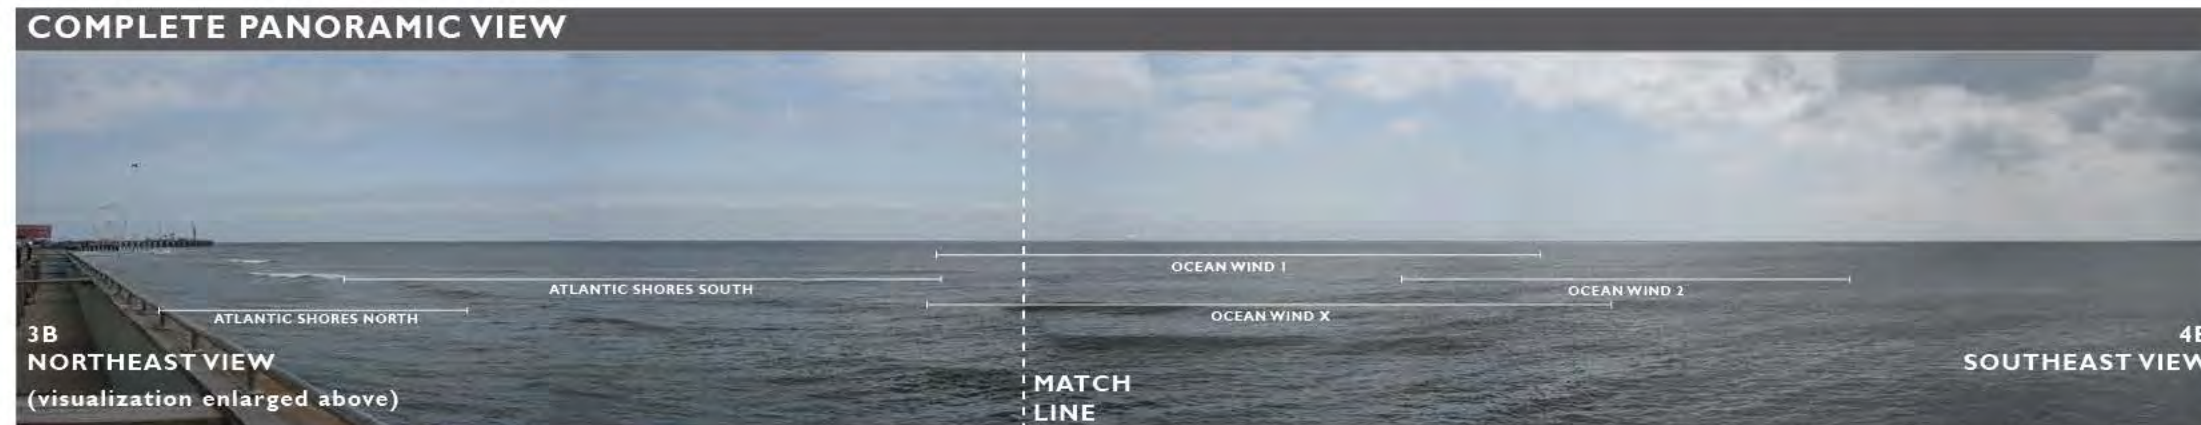 COMPLETE PANORAMIC VIEW
OCEAN WIND 1
ATLANTIC SHORES SOUTH
OCEAN WIND 2
ATLANTIC SHORES NORTH
OCEAN WIND X
3B
NORTHEAST VIEW
(visualization enlarged above)
MATCH
LINE
4B
SOUTHEAST VIEW